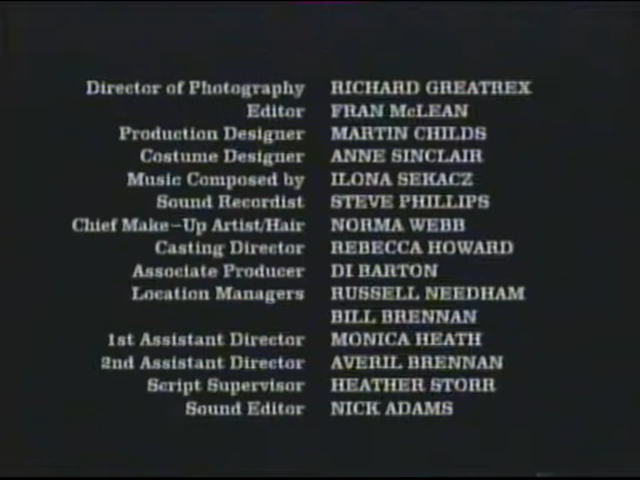 Director of Photography RICHARD GREATREX
Editor FRAN McLEAN
Production Designer MARTIN CHILDS
Costume Designer ANNE SINCLAIR
Music Composed by ILONA SEKACZ
Sound Recordist STEVE PHILLIPS
Chief Make-Up Artist/Hair NORMA WEBB
Casting Director REBECCA HOWARD
Associate Producer DI BARTON
Location Managers RUSSELL NEEDHAM
BILL BRENNAN
1st Assistant Director MONICA HEATH
2nd Assistant Director AVERIL BRENNAN
Script Supervisor HEATHER STORR
Sound Editor NICK ADAMS